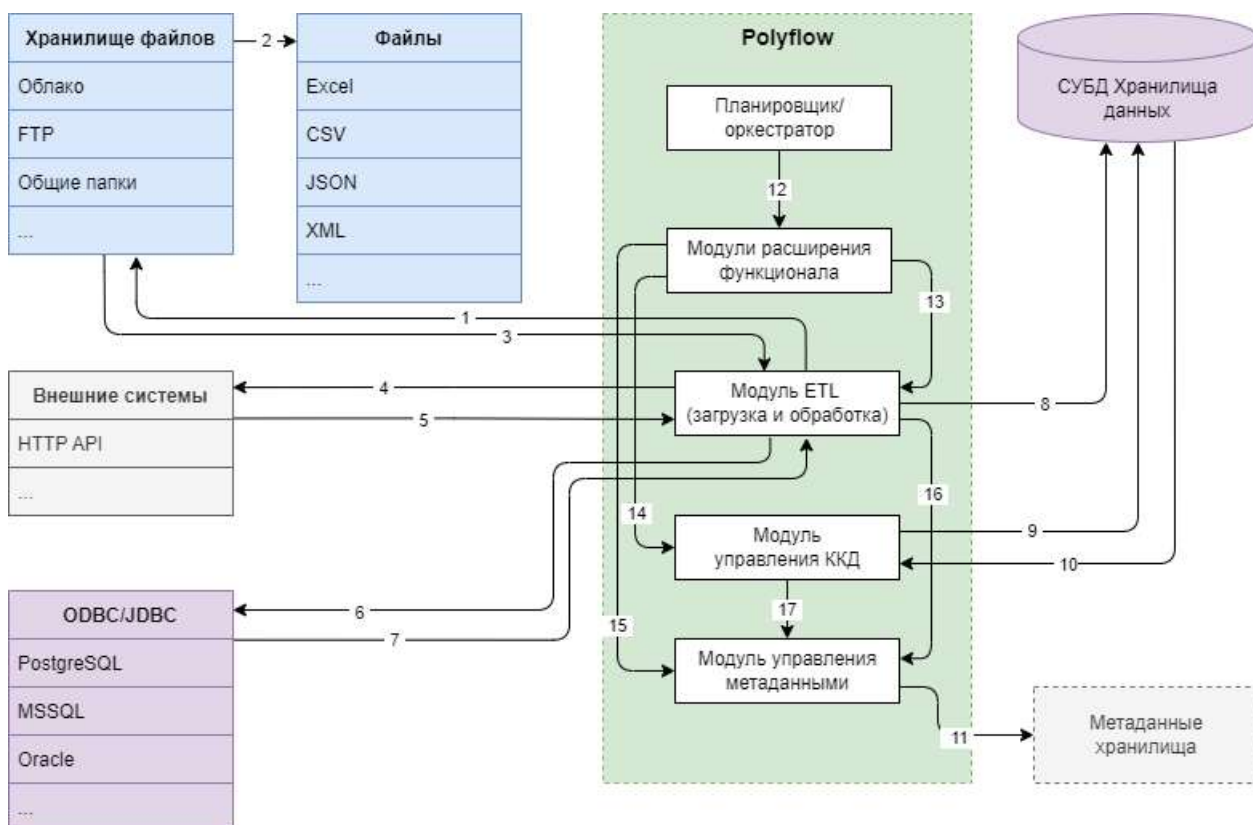 Хранилище файлов
Облако
FTP
Общие папки
...
2
Файлы
Excel
CSV
JSON
XML
...
Polyflow
Планировщик/
оркестратор
12
Модули расширения
функционала
13
СУБД Хранилища
данных
1
3
Внешние системы
HTTP API
...
4
5
Модуль ETL
(загрузка и обработка)
8
16
14
Модуль
управления ККД
9
10
ODBC/JDBC
PostgreSQL
MSSQL
Oracle
...
6
7
17
15
Модуль управления
метаданными
11
Метаданные
хранилища